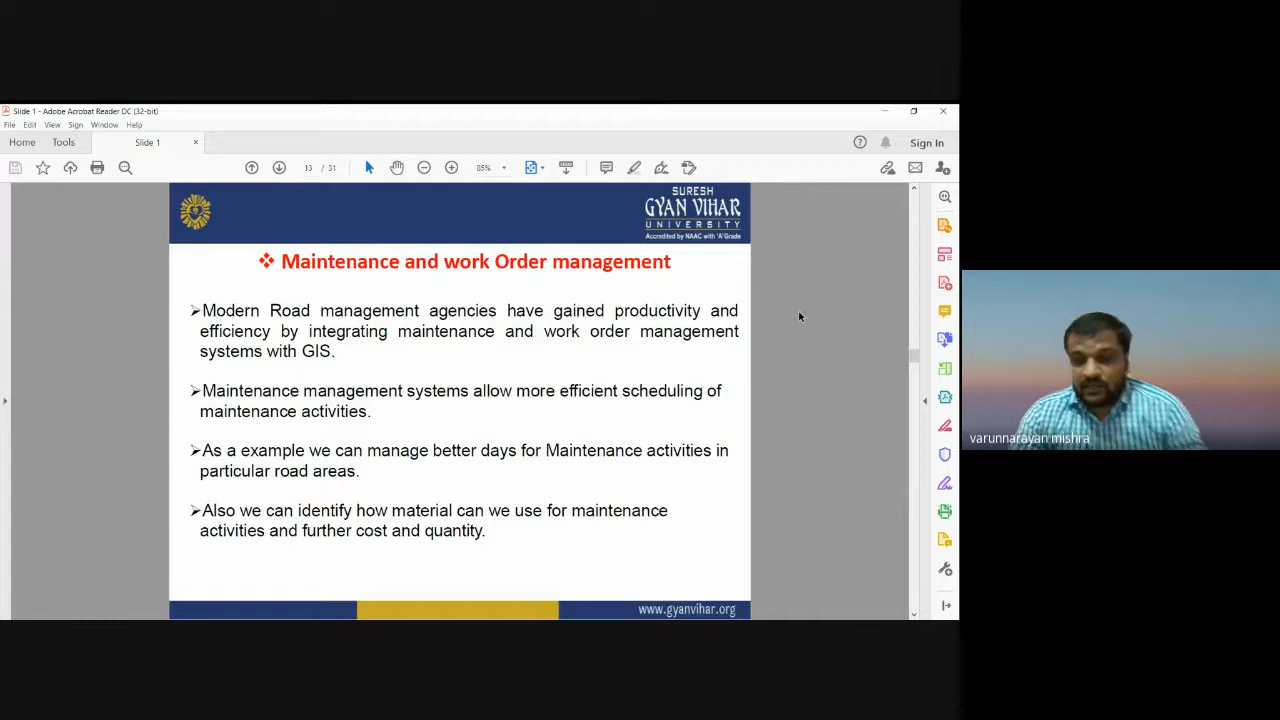 Slide 1 - Adobe Acrobat Reader DC (32-bit)
File Edit View Sign Window Help
Home Tools Slide 1 × Sign In
13 / 31 85%
SURESH
GYAN VIHAR
UNIVERSITY
Accredited by NAAC with 'A' Grade
❖ Maintenance and work Order management
➢Modern Road management agencies have gained productivity and
efficiency by integrating maintenance and work order management
systems with GIS.
➢Maintenance management systems allow more efficient scheduling of
maintenance activities.
➢As a example we can manage better days for Maintenance activities in
particular road areas.
➢Also we can identify how material can we use for maintenance
activities and further cost and quantity.
www.gyanvihar.org
varunnarayan mishra